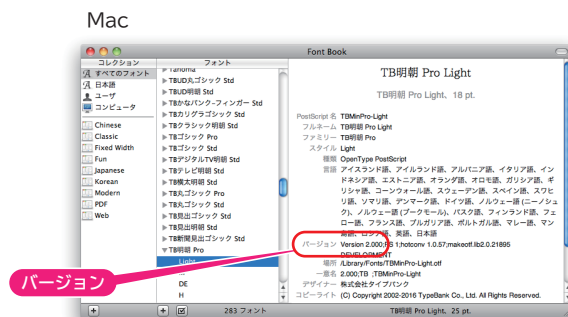 Mac
Font Book
コレクション
すべてのフォント
日本語
ユーザ
コンピュータ
Chinese
Classic
Fixed Width
Fun
Japanese
Korean
Modern
PDF
Web
フォント
Tahoma
TBUD丸ゴシック Std
TBUD明朝 Std
TBかなバンク-フィンガー Std
TBカリグラゴシック Std
TBクラシック明朝 Std
TBゴシック Pro
TBゴシック Std
TBデジタルTV明朝 Std
TBテレビ明朝 Std
TB横太明朝 Std
TB丸ゴシック Pro
TB丸ゴシック Std
TB見出ゴシック Std
TB見出明朝 Std
TB新聞見出ゴシック Std
TB明朝 Pro
Light
DE
H
TB明朝 Pro Light
TB明朝 Pro Light、18 pt.
PostScript 名 TBMinPro-Light
フルネーム TB明朝 Pro Light
ファミリー TB明朝 Pro
スタイル Light
種類 OpenType PostScript
言語 アイスランド語、アイルランド語、アルバニア語、イタリア語、イン
ドネシア語、エストニア語、オランダ語、オロモ語、ガリシア語、ギ
リシャ語、コーンウォール語、スウェーデン語、スペイン語、スワヒ
リ語、ソマリ語、デンマーク語、ドイツ語、ノルウェー語 (ニーノシュ
ク)、ノルウェー語 (ブークモール)、バスク語、フィンランド語、フェ
ロー語、フランス語、ブルガリア語、ポルトガル語、マレー語、マン
島語、ロシア語、英語、日本語
バージョン Version 2.000;PS 1;hotconv 1.0.57;makeotf.lib2.0.21895
DEVELOPMENT
場所 /Library/Fonts/TBMinPro-Light.otf
一意名 2.000;TB ;TBMinPro-Light
デザイナー 株式会社タイプバンク
コピーライト (C) Copyright 2002-2016 TypeBank Co., Ltd. All Rights Reserved.
バージョン
283 フォント
TB明朝 Pro Light、25 pt.